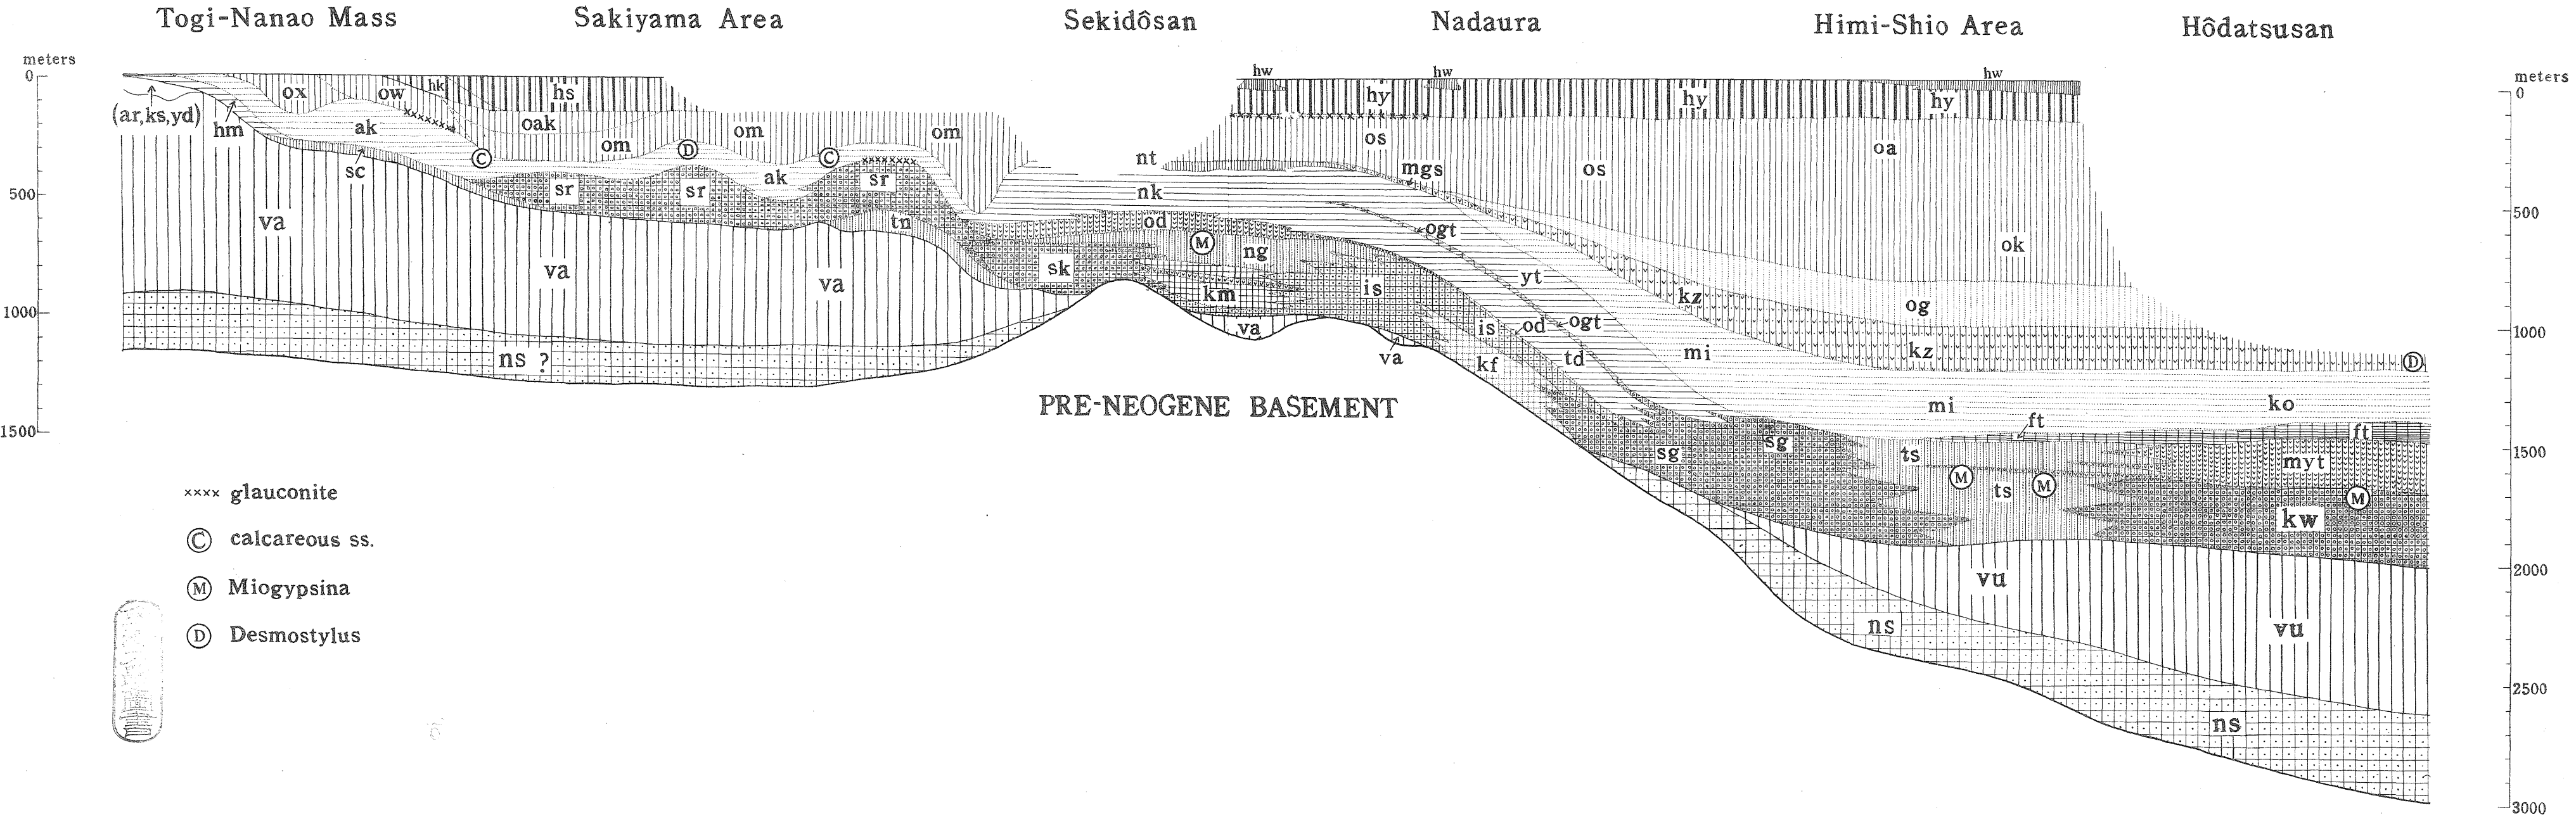 Togi-Nanao Mass
Sakiyama Area
Sekidôsan
Nadaura
Himi-Shio Area
Hôdatsusan
meters
0
500
1000
1500
(ar,ks,yd)
hm
ox
ow
hk
hs
oak
ak
sc
C
om
D
om
C
om
sr
sr
ak
sr
tn
va
va
va
ns ?
nt
nk
od
M
ng
sk
km
is
va
va
hw
hy
hw
hy
hw
hy
os
mgs
os
oa
ogt
ok
yt
kz
og
is
od
ogt
kz
D
kf
td
mi
mi
ko
ft
ft
sg
sg
ts
ts
M
M
myt
M
kw
vu
vu
ns
ns
PRE-NEOGENE BASEMENT
xxxx glauconite
C calcareous ss.
M Miogypsina
D Desmostylus
meters
0
500
1000
1500
2000
2500
3000